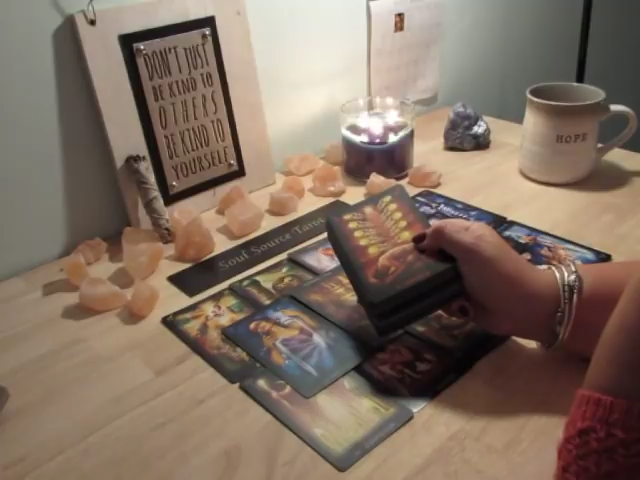 DON'T JUST
BE KIND TO
OTHERS
BE KIND TO
YOURSELF
HOPE
Soul Source Tarot